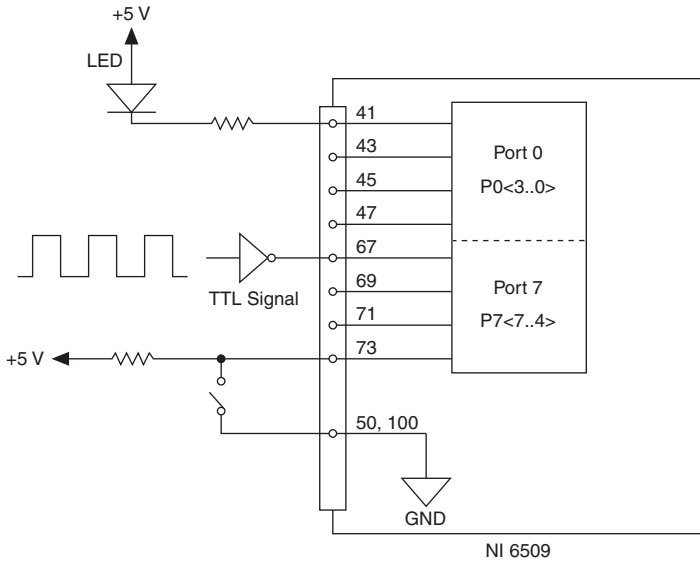 +5 V
LED
41
43
Port 0
45
P0<3..0>
47
67
TTL Signal
69
Port 7
71
P7<7..4>
+5 V
73
50, 100
GND
NI 6509